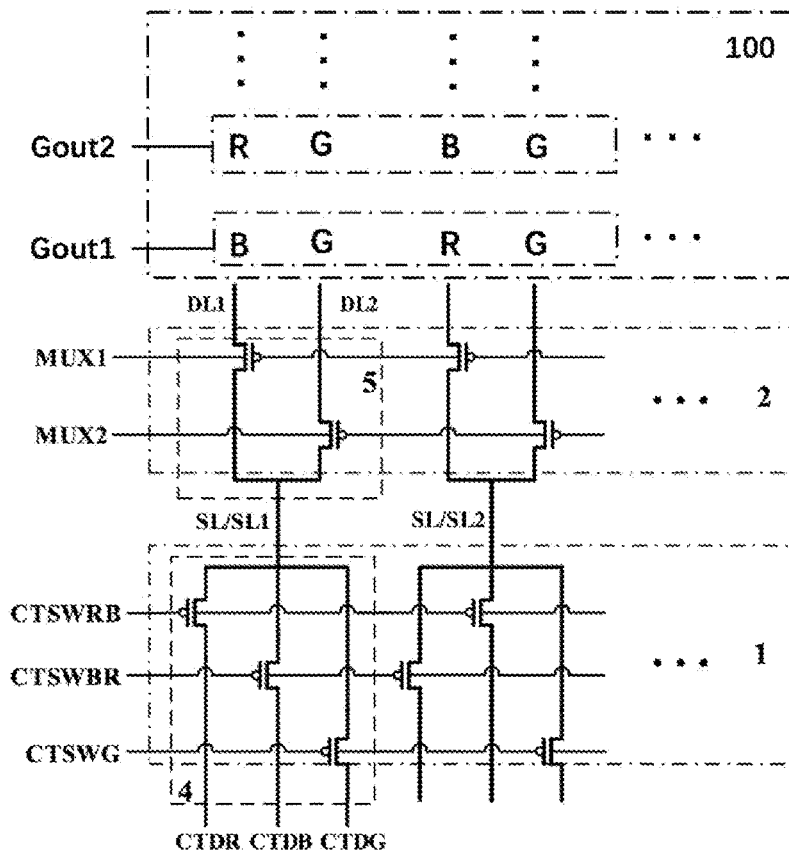 100
Gout2 R G B G
Gout1 B G R G
DL1 DL2
MUX1
5
2
MUX2
SL/SL1 SL/SL2
CTSWRB
1
CTSWBR
CTSWG
4
CTDR CTDB CTDG